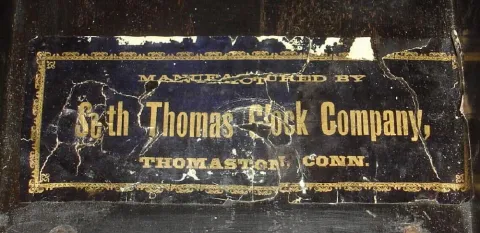 MANUFACTURED BY
Seth Thomas Clock Company,
THOMASTON, CONN.